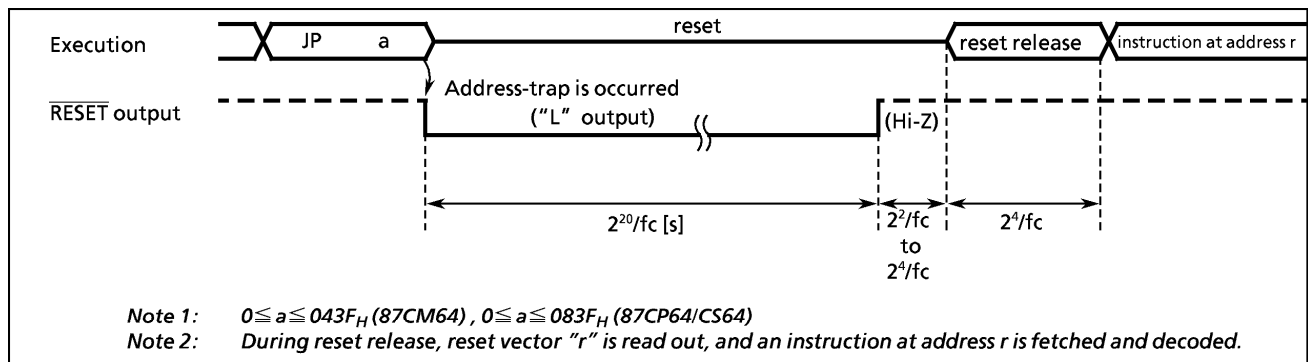 reset
Execution JP a reset release instruction at address r
Address-trap is occurred
RESET output ("L" output) (Hi-Z)
2²⁰/fc [s] 2²/fc 2⁴/fc
to
2⁴/fc
Note 1: 0≦a≦043F_H (87CM64) , 0≦a≦083F_H (87CP64/CS64)
Note 2: During reset release, reset vector "r" is read out, and an instruction at address r is fetched and decoded.